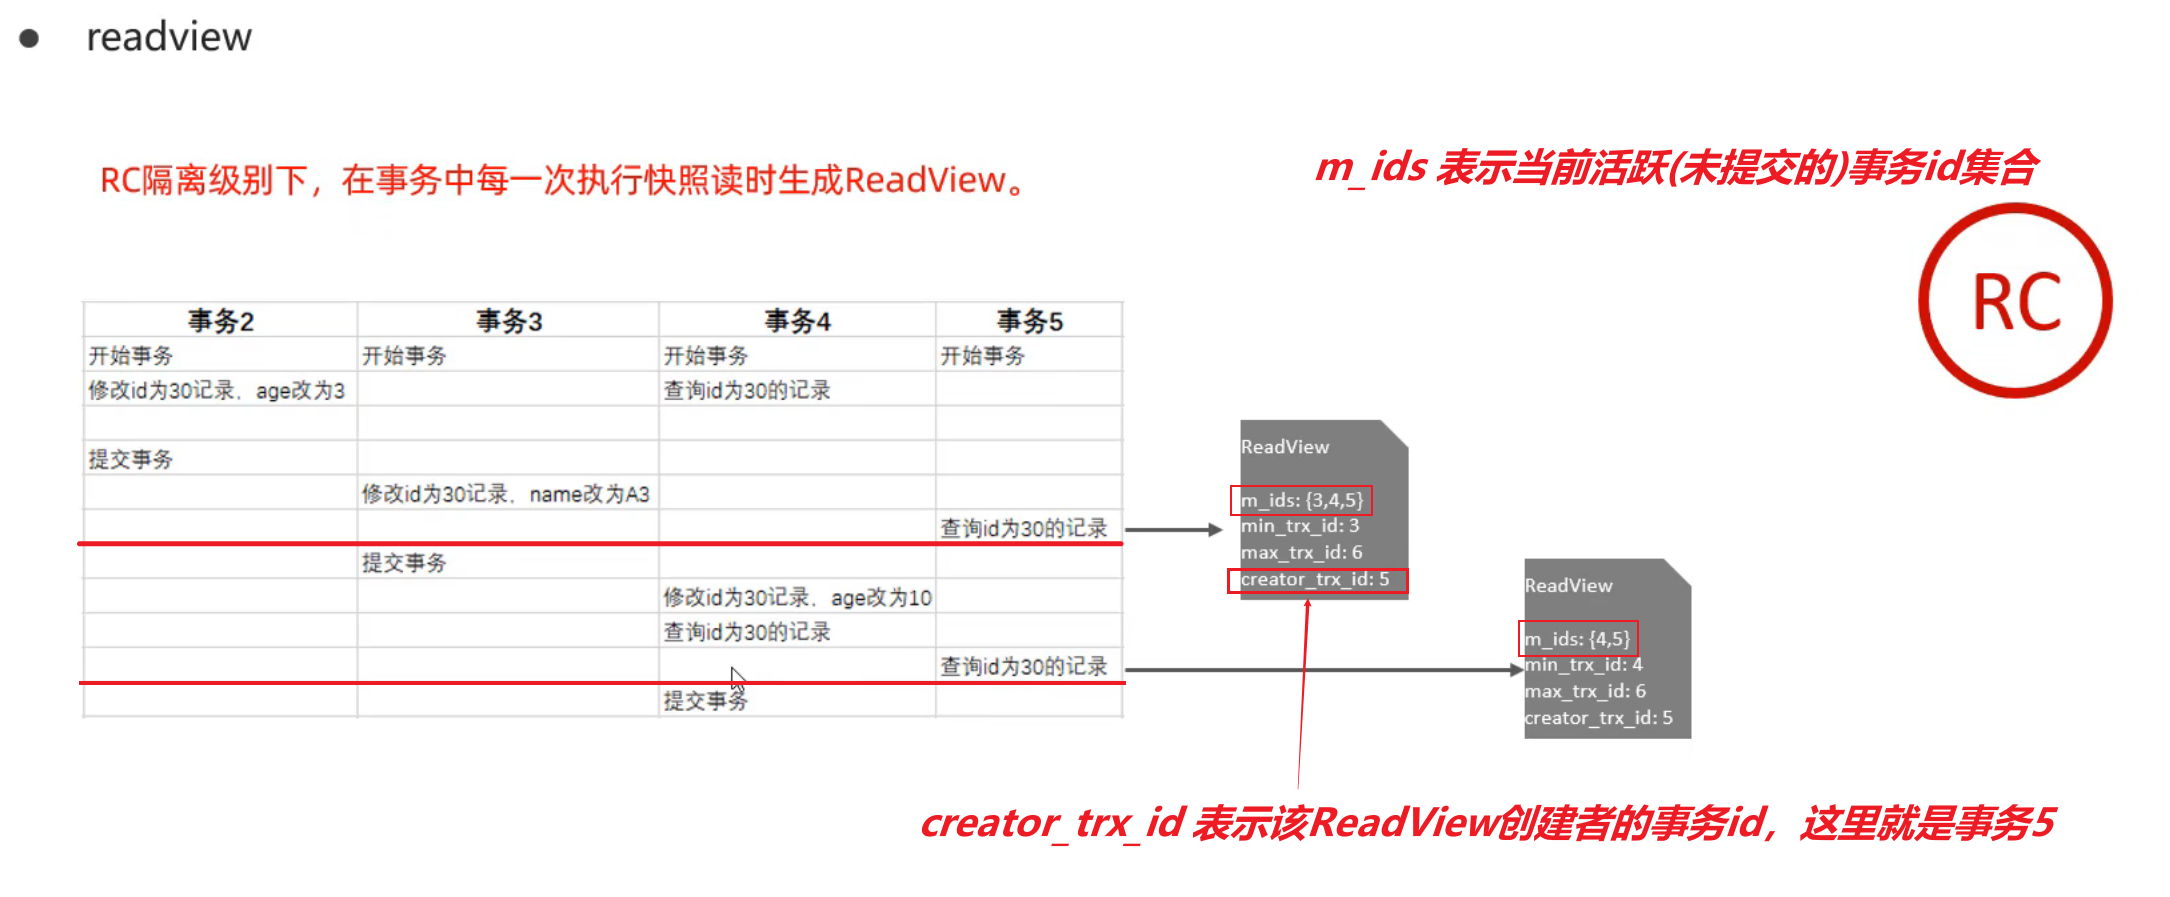 readview
RC隔离级别下，在事务中每一次执行快照读时生成ReadView。
m_ids 表示当前活跃(未提交的)事务id集合
RC
事务2 事务3 事务4 事务5
开始事务 开始事务 开始事务 开始事务
修改id为30记录，age改为3 查询id为30的记录
提交事务
修改id为30记录，name改为A3
查询id为30的记录
提交事务
修改id为30记录，age改为10
查询id为30的记录
查询id为30的记录
提交事务
ReadView
m_ids: {3,4,5}
min_trx_id: 3
max_trx_id: 6
creator_trx_id: 5
ReadView
m_ids: {4,5}
min_trx_id: 4
max_trx_id: 6
creator_trx_id: 5
creator_trx_id 表示该ReadView创建者的事务id，这里就是事务5